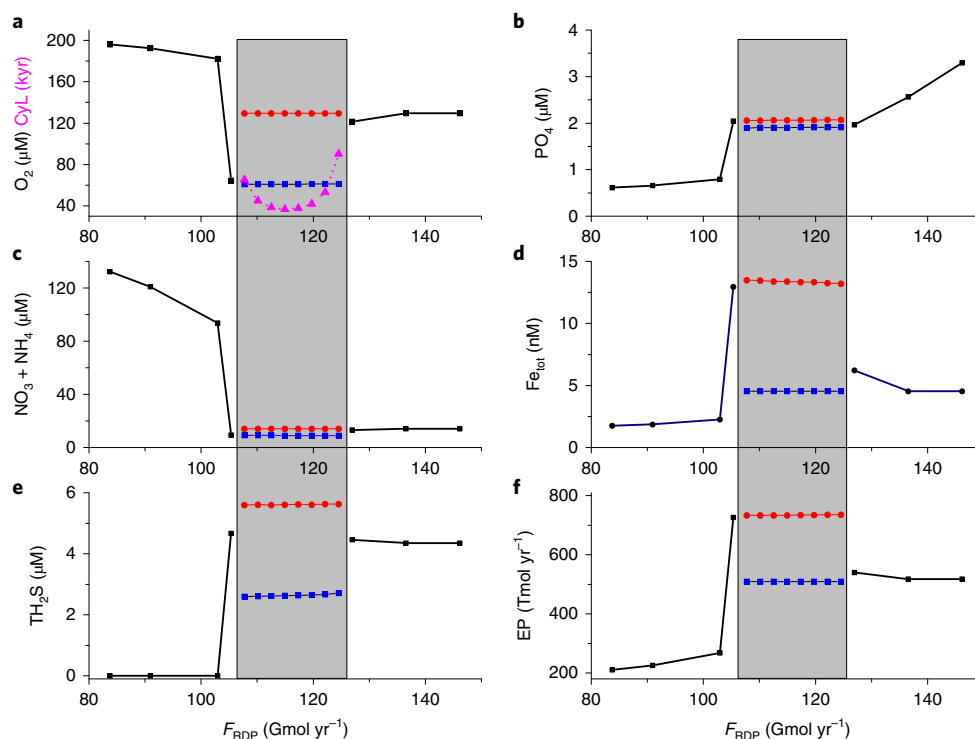 a
200
160
120
80
40
O₂ (μM) CyL (kyr)
80 100 120 140
b
4
3
2
1
0
PO₄ (μM)
80 100 120 140
c
120
80
40
0
NO₃ + NH₄ (μM)
80 100 120 140
d
15
10
5
0
Fe_tot (nM)
80 100 120 140
e
6
4
2
0
TH₂S (μM)
80 100 120 140
F_RDP (Gmol yr⁻¹)
f
800
600
400
200
EP (Tmol yr⁻¹)
80 100 120 140
F_RDP (Gmol yr⁻¹)